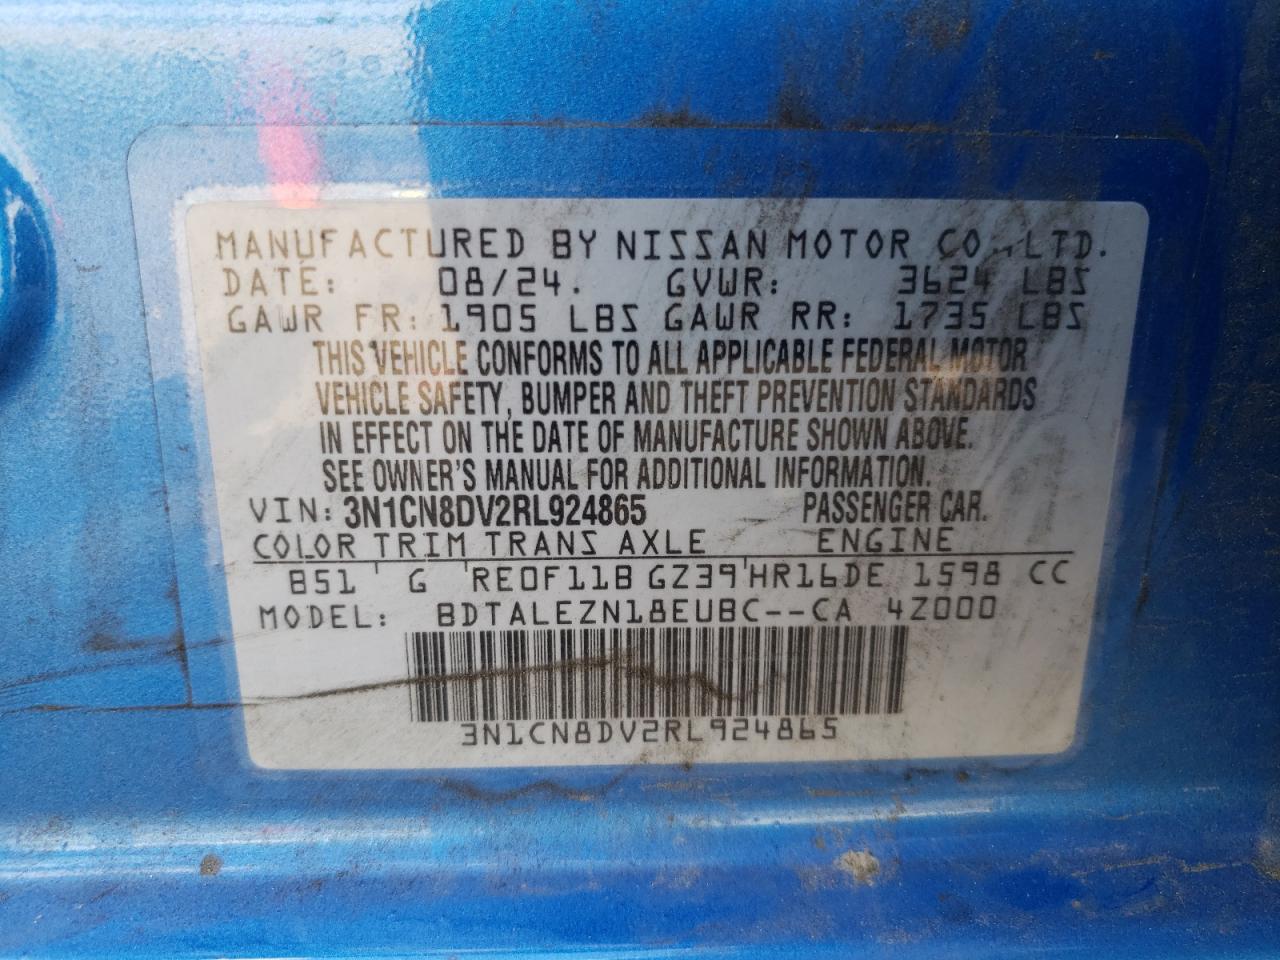 MANUFACTURED BY NISSAN MOTOR CO.,LTD.
DATE: 08/24. GVWR: 3624 LBS
GAWR FR: 1905 LBS GAWR RR: 1735 LBS
THIS VEHICLE CONFORMS TO ALL APPLICABLE FEDERAL MOTOR
VEHICLE SAFETY, BUMPER AND THEFT PREVENTION STANDARDS
IN EFFECT ON THE DATE OF MANUFACTURE SHOWN ABOVE.
SEE OWNER'S MANUAL FOR ADDITIONAL INFORMATION.
VIN: 3N1CN8DV2RL924865 PASSENGER CAR.
COLOR TRIM TRANS AXLE ENGINE
B51 G RE0F11B GZ39 HR16DE 1598 CC
MODEL: BDTALEZN18EUBC--CA 4Z000
3N1CN8DV2RL924865